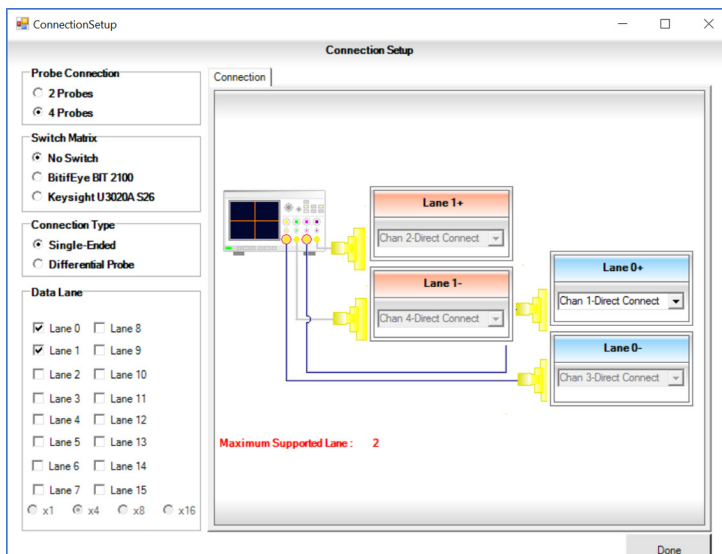 ConnectionSetup
Connection Setup
Probe Connection
2 Probes
4 Probes
Switch Matrix
No Switch
BitifEye BIT 2100
Keysight U3020A S26
Connection Type
Single-Ended
Differential Probe
Data Lane
Lane 0 Lane 8
Lane 1 Lane 9
Lane 2 Lane 10
Lane 3 Lane 11
Lane 4 Lane 12
Lane 5 Lane 13
Lane 6 Lane 14
Lane 7 Lane 15
x1 x4 x8 x16
Connection
Lane 1+
Chan 2-Direct Connect
Lane 1-
Chan 4-Direct Connect
Lane 0+
Chan 1-Direct Connect
Lane 0-
Chan 3-Direct Connect
Maximum Supported Lane : 2
Done